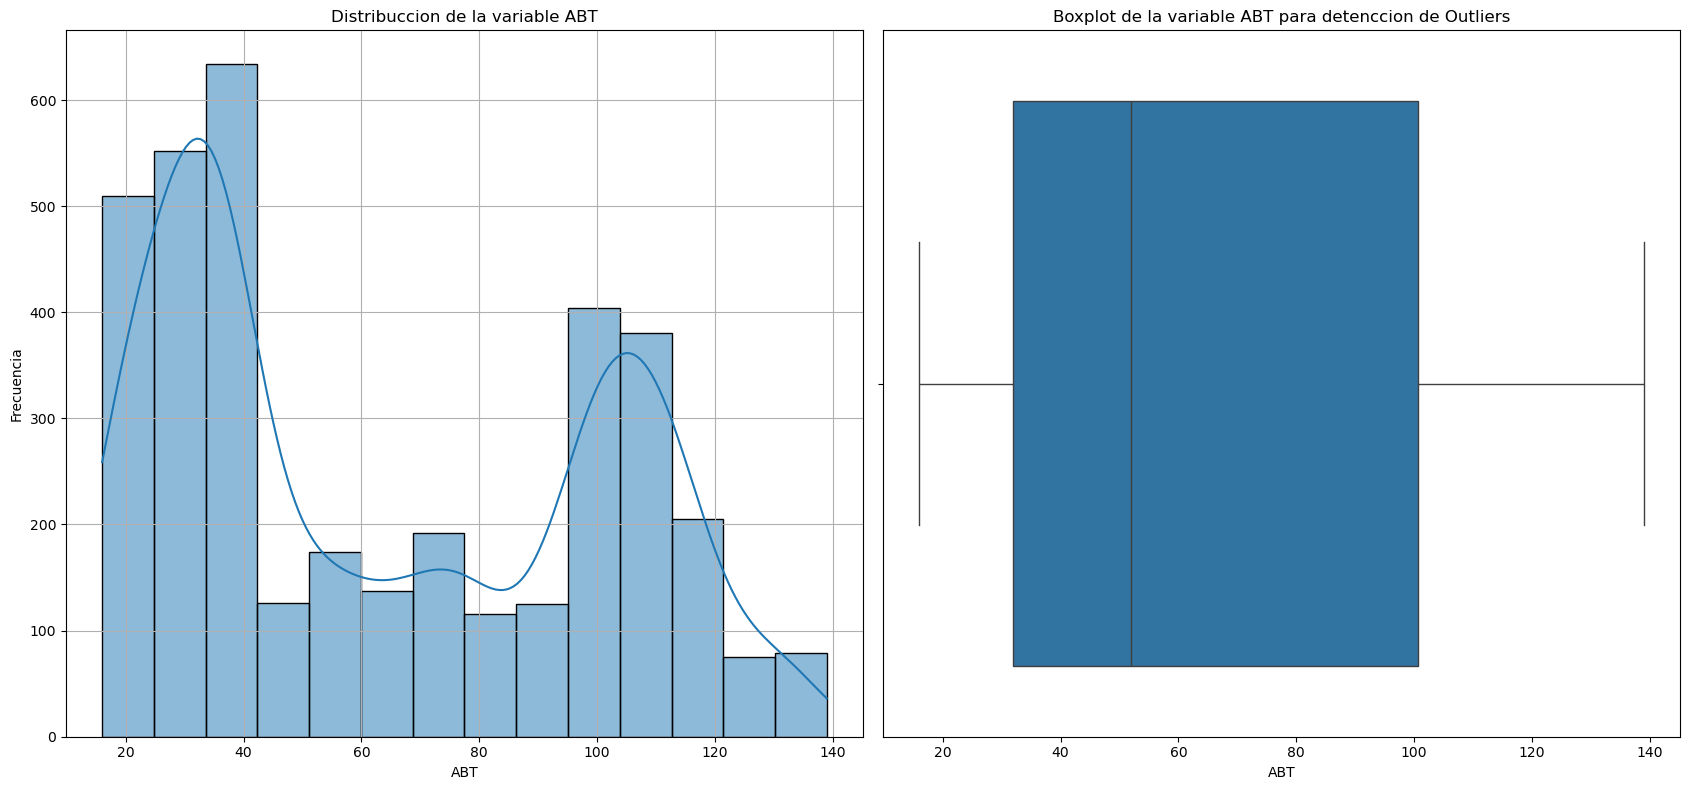 Distribuccion de la variable ABT
Frecuencia
600
500
400
300
200
100
0
20 40 60 80 100 120 140
ABT
Boxplot de la variable ABT para detenccion de Outliers
20 40 60 80 100 120 140
ABT